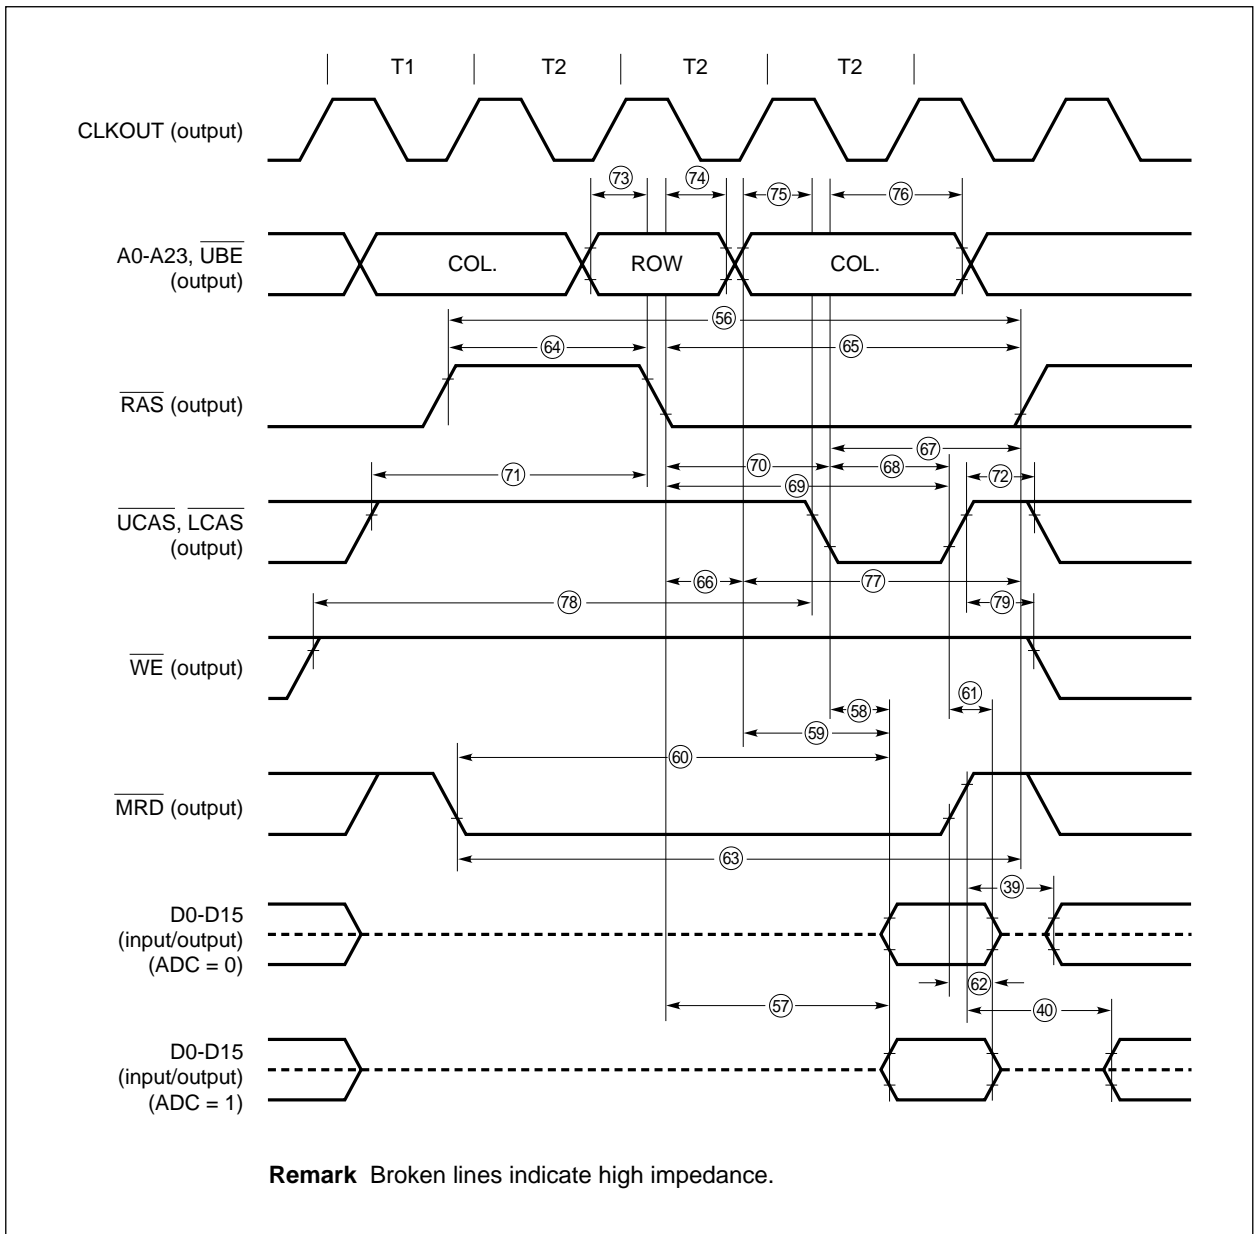 T1 T2 T2 T2
CLKOUT (output)
73 74 75 76
A0-A23, UBE
(output)
COL. ROW COL.
56
64 65
RAS (output)
67
71 70 68 72
69
UCAS, LCAS
(output)
66 77
78 79
WE (output)
61
58
59
60
MRD (output)
63
39
D0-D15
(input/output)
(ADC = 0)
62
57 40
D0-D15
(input/output)
(ADC = 1)
Remark Broken lines indicate high impedance.